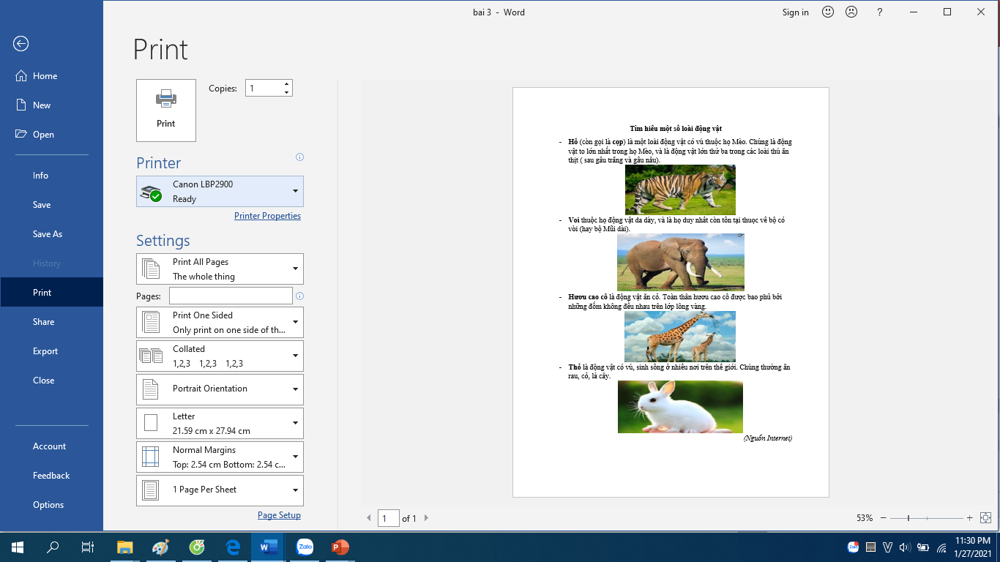 bai 3 - Word
Sign in
?
Print
Home
New
Open
Info
Save
Save As
History
Print
Share
Export
Close
Account
Feedback
Options
Print
Copies: 1
Printer
Canon LBP2900
Ready
Printer Properties
Settings
Print All Pages
The whole thing
Pages:
Print One Sided
Only print on one side of th...
Collated
1,2,3 1,2,3 1,2,3
Portrait Orientation
Letter
21.59 cm x 27.94 cm
Normal Margins
Top: 2.54 cm Bottom: 2.54 c...
1 Page Per Sheet
Page Setup
Tìm hiểu một số loài động vật
- Hổ (còn gọi là cọp) là một loài động vật có vú thuộc họ Mèo. Chúng là động
vật to lớn nhất trong họ Mèo, và là động vật lớn thứ ba trong các loài thú ăn
thịt ( sau gấu trắng và gấu nâu).
- Voi thuộc họ động vật da dày, và là họ duy nhất còn tồn tại thuộc về bộ có
vòi (hay bộ Mũi dài).
- Hươu cao cổ là động vật ăn cỏ. Toàn thân hươu cao cổ được bao phủ bởi
những đốm không đều nhau trên lớp lông vàng.
- Thỏ là động vật có vú, sinh sống ở nhiều nơi trên thế giới. Chúng thường ăn
rau, cỏ, lá cây.
(Nguồn Internet)
1 of 1
53%
Zalo
11:30 PM
1/27/2021